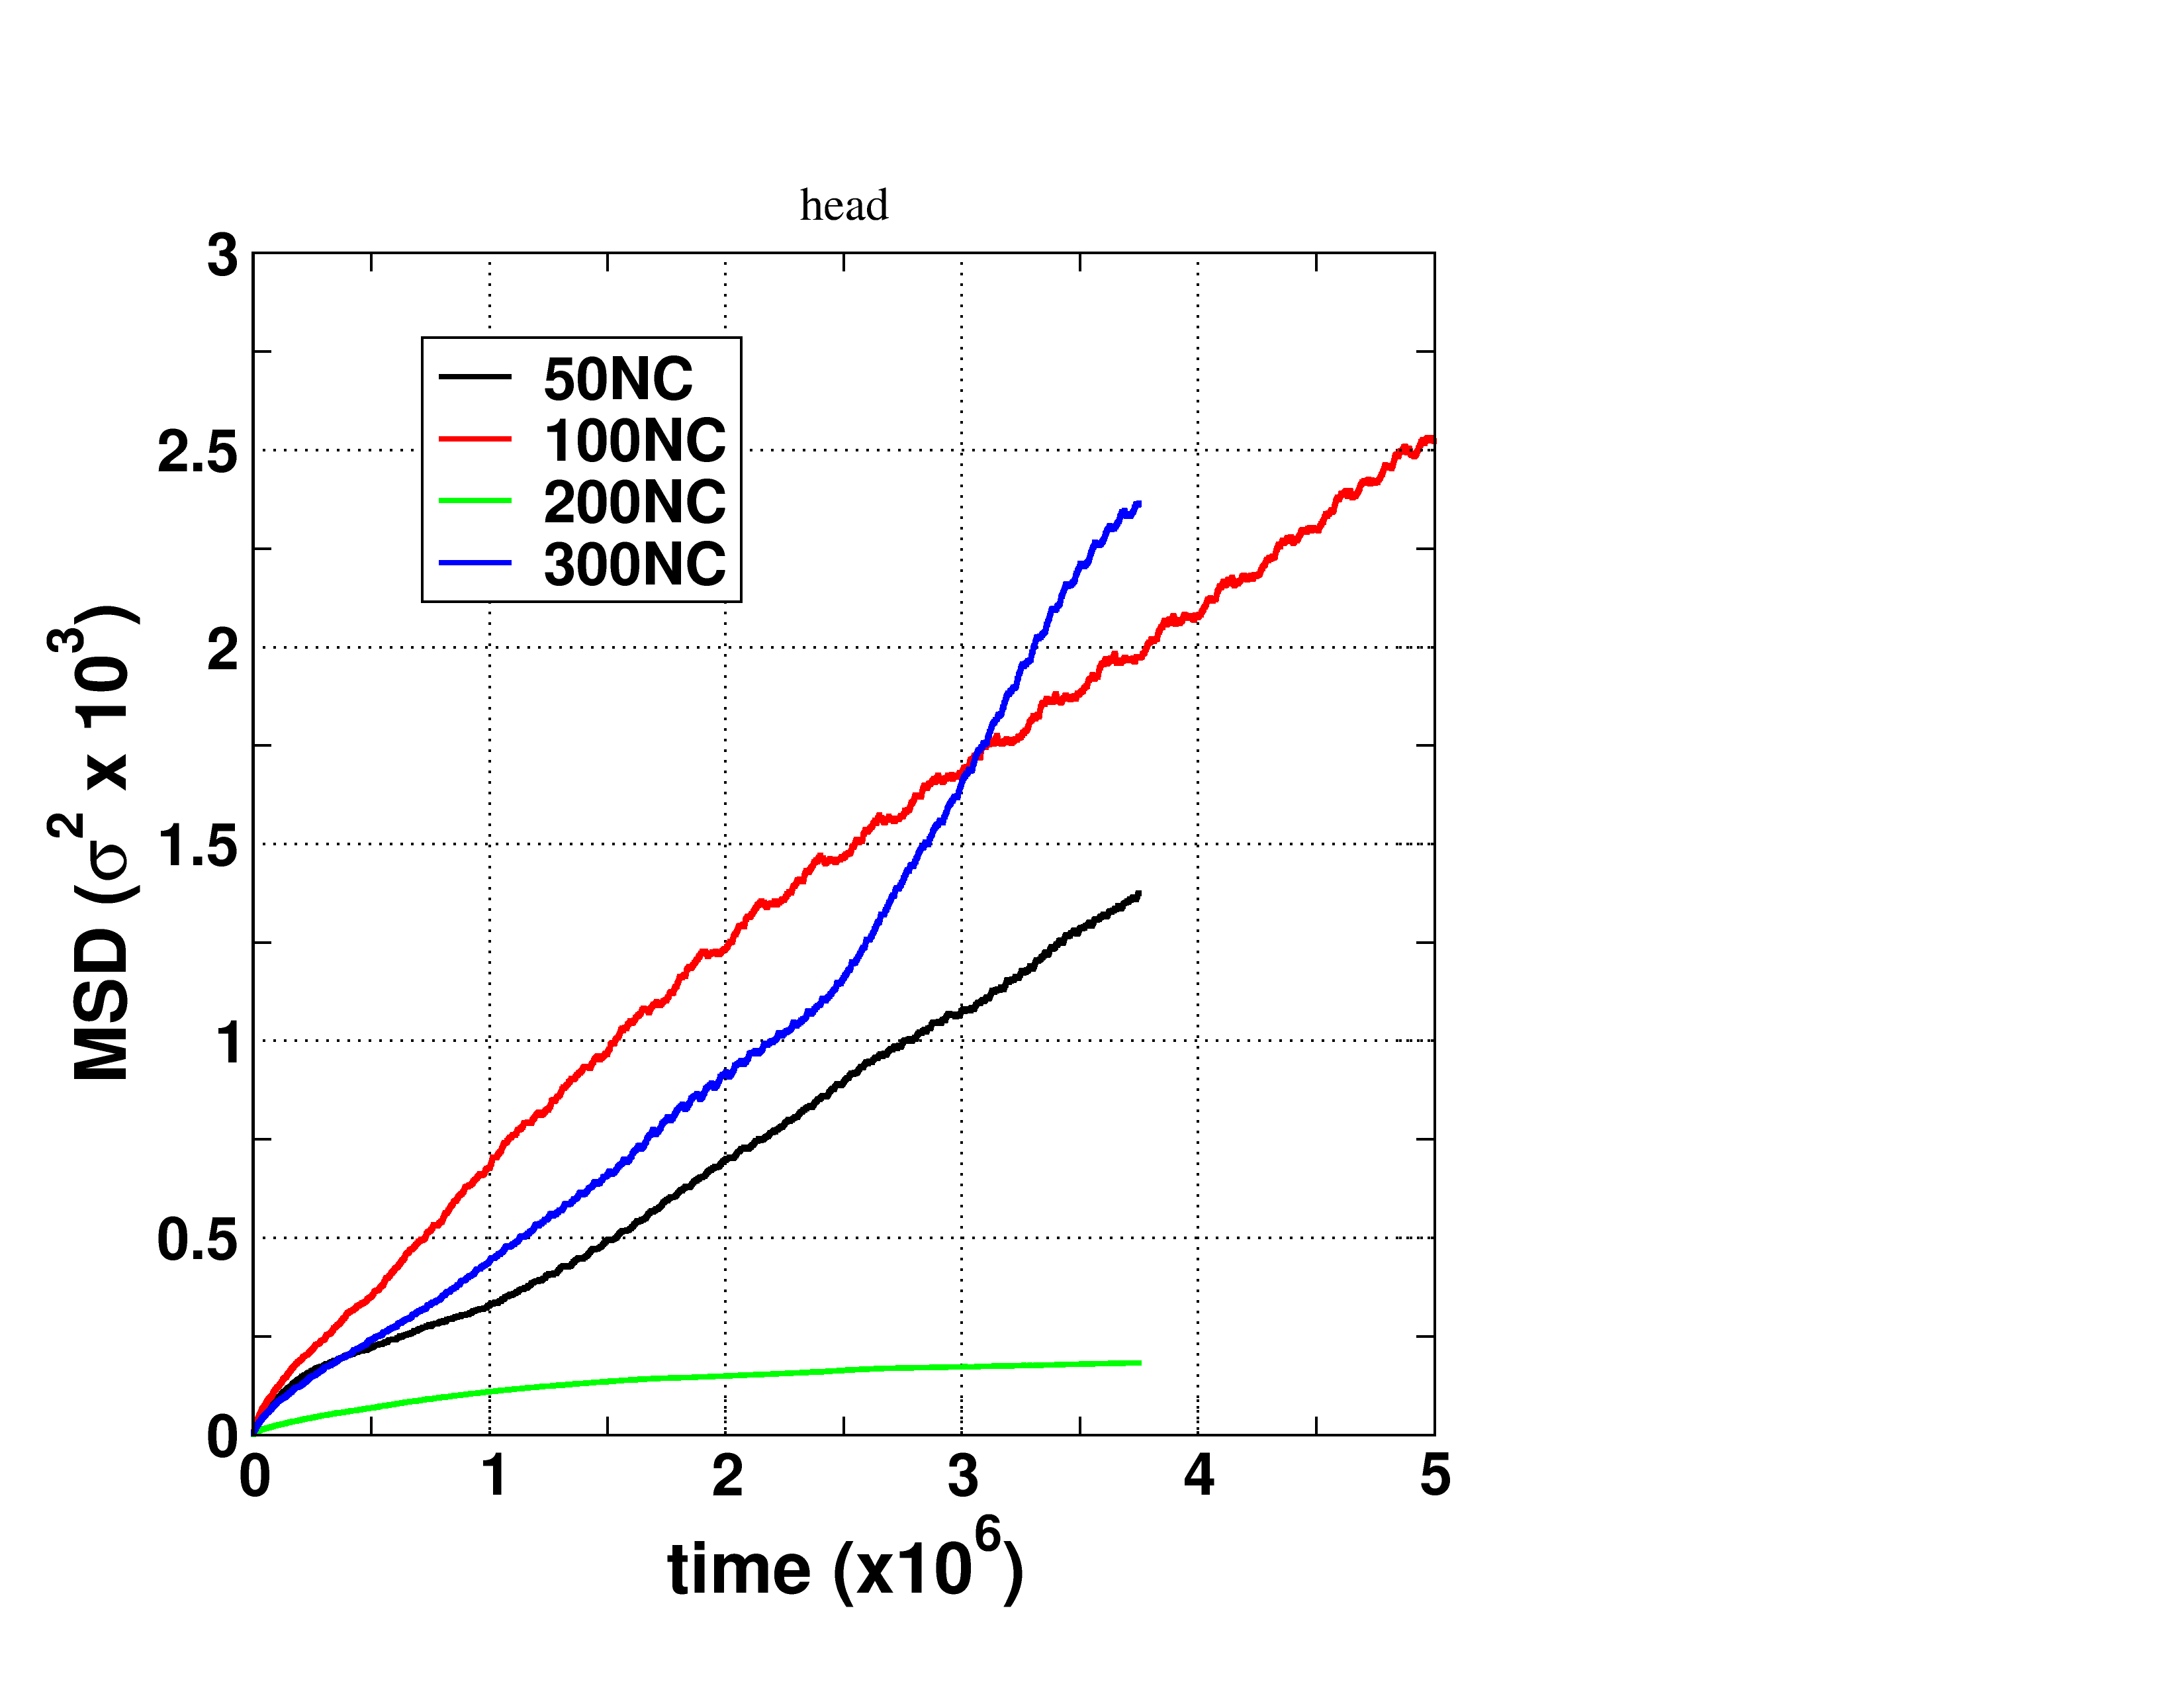 head
3
2.5
2
1.5
1
0.5
0
MSD (σ² x 10³)
50NC
100NC
200NC
300NC
0 1 2 3 4 5
time (x10⁶)